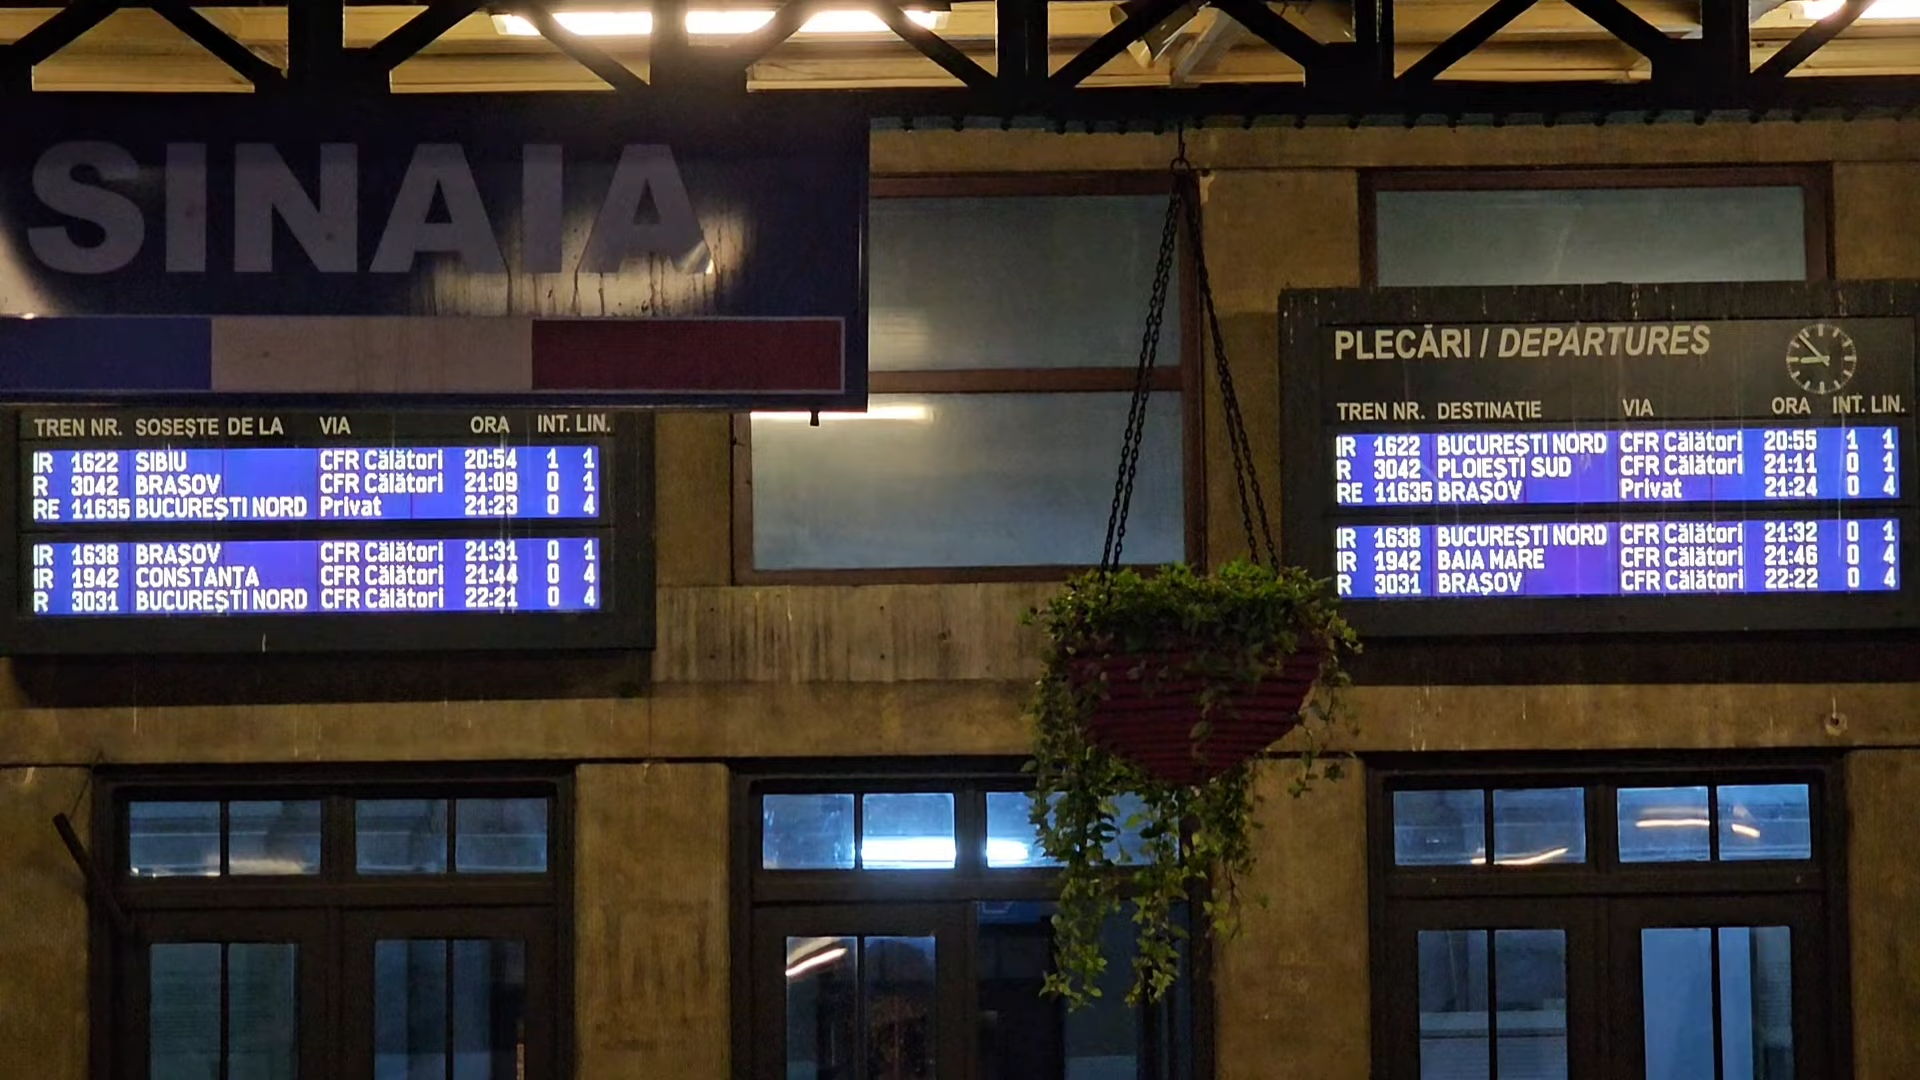 SINAIA
TREN NR. SOSEȘTE DE LA VIA ORA INT. LIN.
IR 1622 SIBIU CFR Călători 20:54 1 1
R 3042 BRAȘOV CFR Călători 21:09 0 1
RE 11635 BUCUREȘTI NORD Privat 21:23 0 4
IR 1638 BRAȘOV CFR Călători 21:31 0 1
IR 1942 CONSTANȚA CFR Călători 21:44 0 4
R 3031 BUCUREȘTI NORD CFR Călători 22:21 0 4
PLECĂRI / DEPARTURES
TREN NR. DESTINAȚIE VIA ORA INT. LIN.
IR 1622 BUCUREȘTI NORD CFR Călători 20:55 1 1
R 3042 PLOIEȘTI SUD CFR Călători 21:11 0 1
RE 11635 BRAȘOV Privat 21:24 0 4
IR 1638 BUCUREȘTI NORD CFR Călători 21:32 0 1
IR 1942 BAIA MARE CFR Călători 21:46 0 4
R 3031 BRAȘOV CFR Călători 22:22 0 4